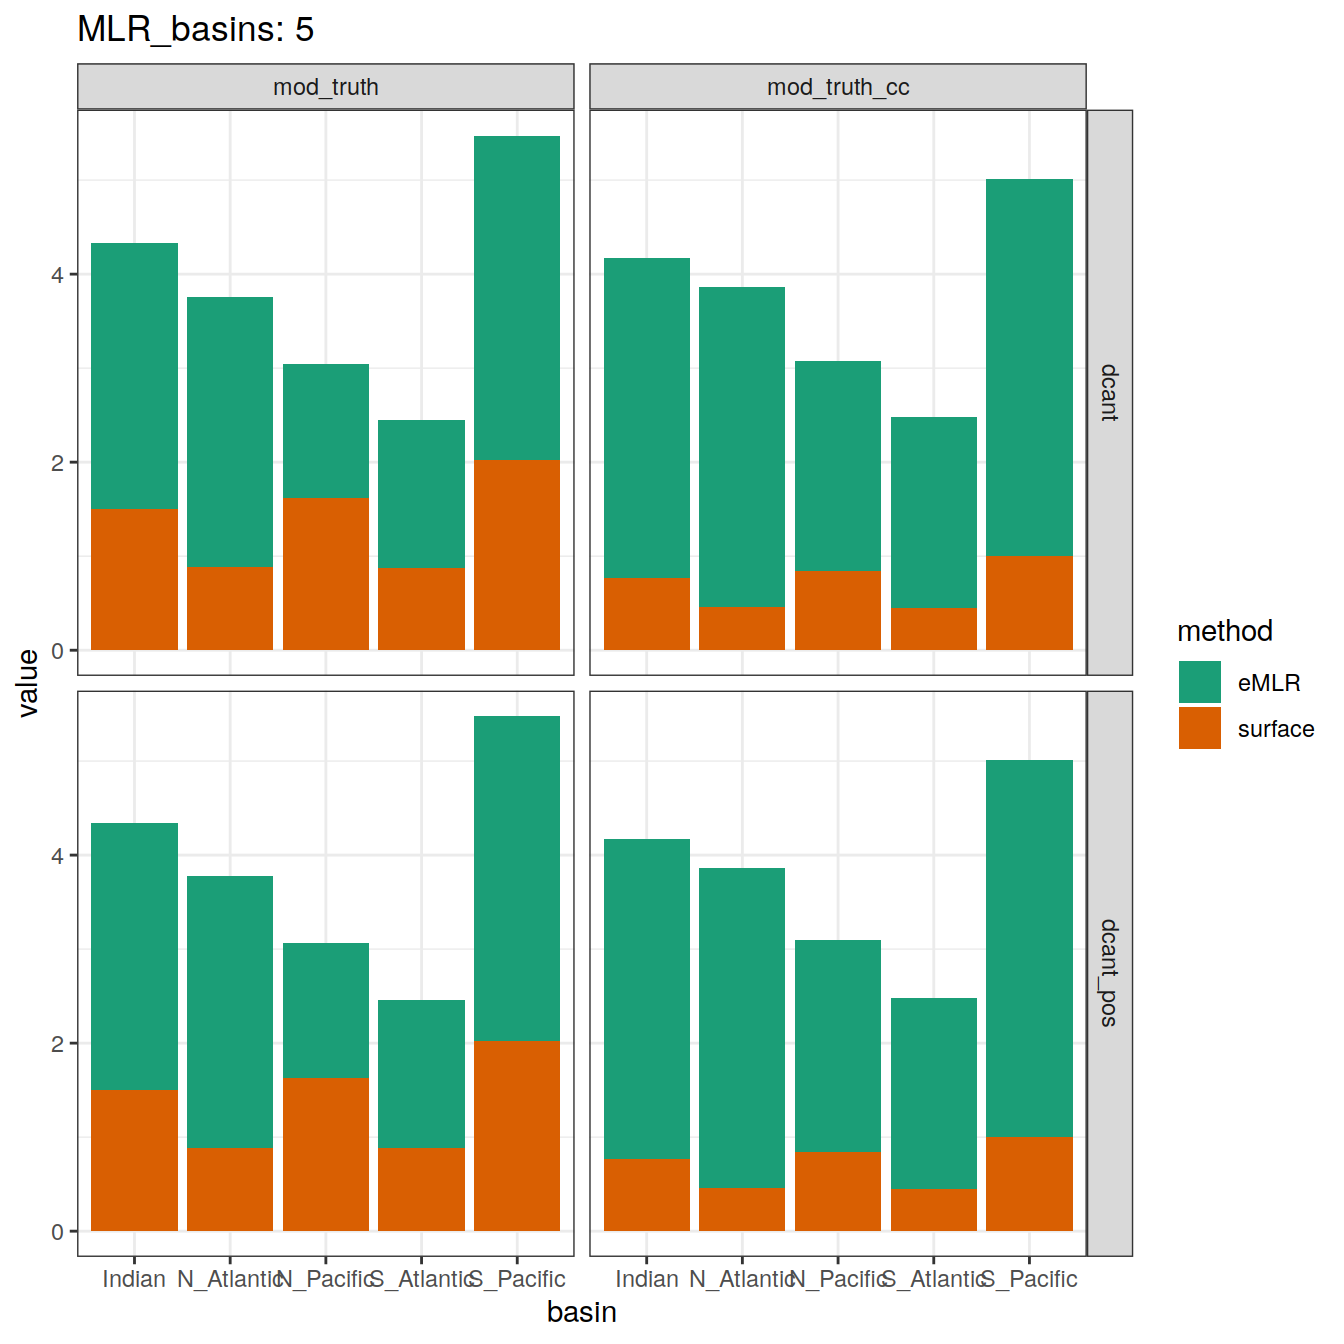 MLR_basins: 5
mod_truth
mod_truth_cc
4
2
0
dcant
4
2
0
dcant_pos
value
method
eMLR
surface
Indian N_Atlantic N_Pacific S_Atlantic S_Pacific
Indian N_Atlantic N_Pacific S_Atlantic S_Pacific
basin